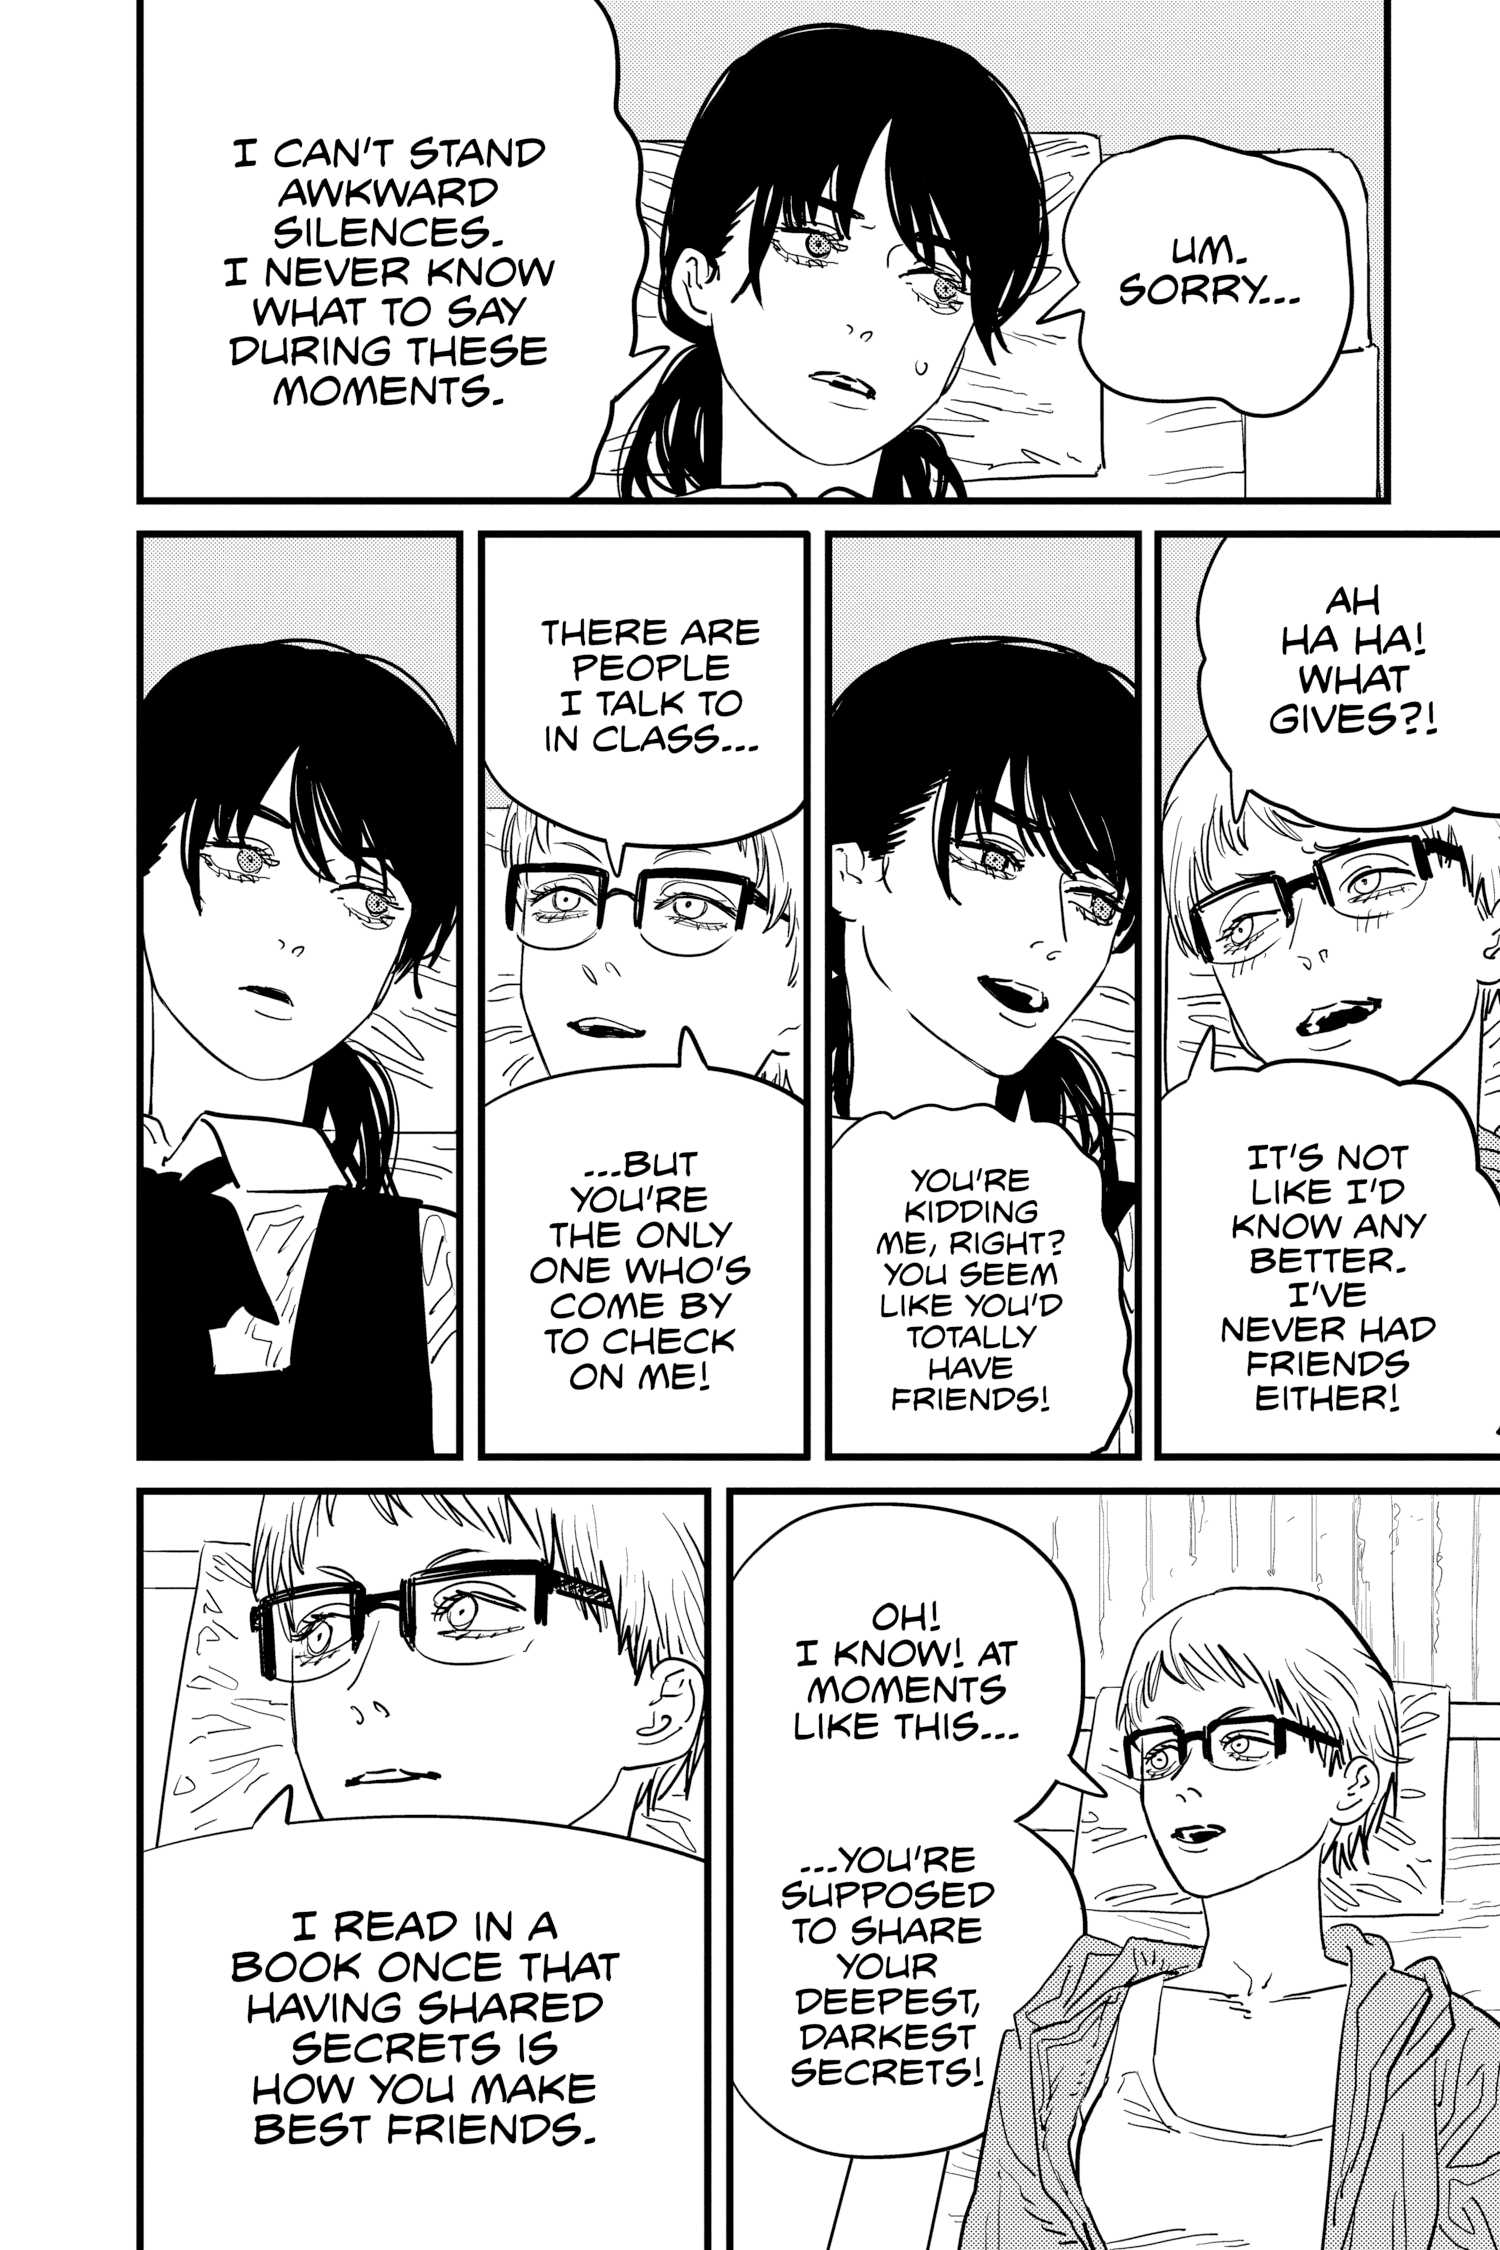 UM.
SORRY...
I CAN'T STAND
AWKWARD
SILENCES.
I NEVER KNOW
WHAT TO SAY
DURING THESE
MOMENTS.
AH
HA HA!
WHAT
GIVES?!
IT'S NOT
LIKE I'D
KNOW ANY
BETTER.
I'VE
NEVER HAD
FRIENDS
EITHER!
YOU'RE
KIDDING
ME, RIGHT?
YOU SEEM
LIKE YOU'D
TOTALLY
HAVE
FRIENDS!
THERE ARE
PEOPLE
I TALK TO
IN CLASS...
...BUT
YOU'RE
THE ONLY
ONE WHO'S
COME BY
TO CHECK
ON ME!
OH!
I KNOW! AT
MOMENTS
LIKE THIS...
...YOU'RE
SUPPOSED
TO SHARE
YOUR
DEEPEST,
DARKEST
SECRETS!
I READ IN A
BOOK ONCE THAT
HAVING SHARED
SECRETS IS
HOW YOU MAKE
BEST FRIENDS.